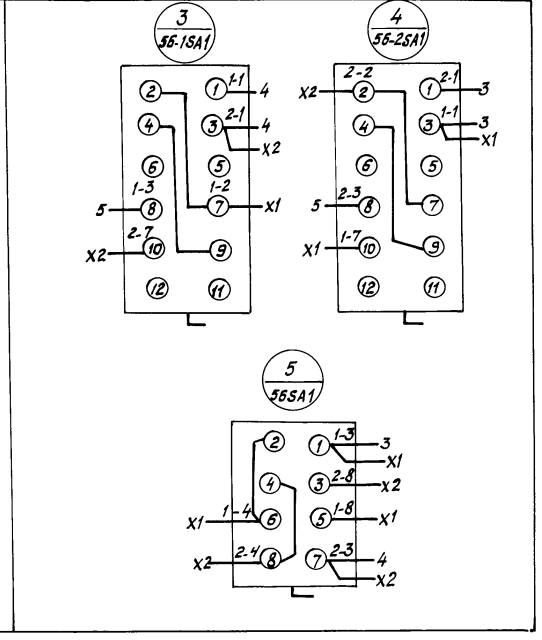 3
56-1SA1
2 1 1-1 4
4 3 2-1 4
X2
6 5
1-3 1-2
5 8 7 X1
2-7
X2 10 9
12 11
4
56-2SA1
2-2 2-1
X2 2 1 3
1-1
4 3 3
X1
6 5
2-3
5 8 7
1-7
X1 10 9
12 11
5
56SA1
1-3
2 1 3
X1
2-8
4 3 X2
1-4 1-8
X1 6 5 X1
2-4 2-3
X2 8 7 4
X2